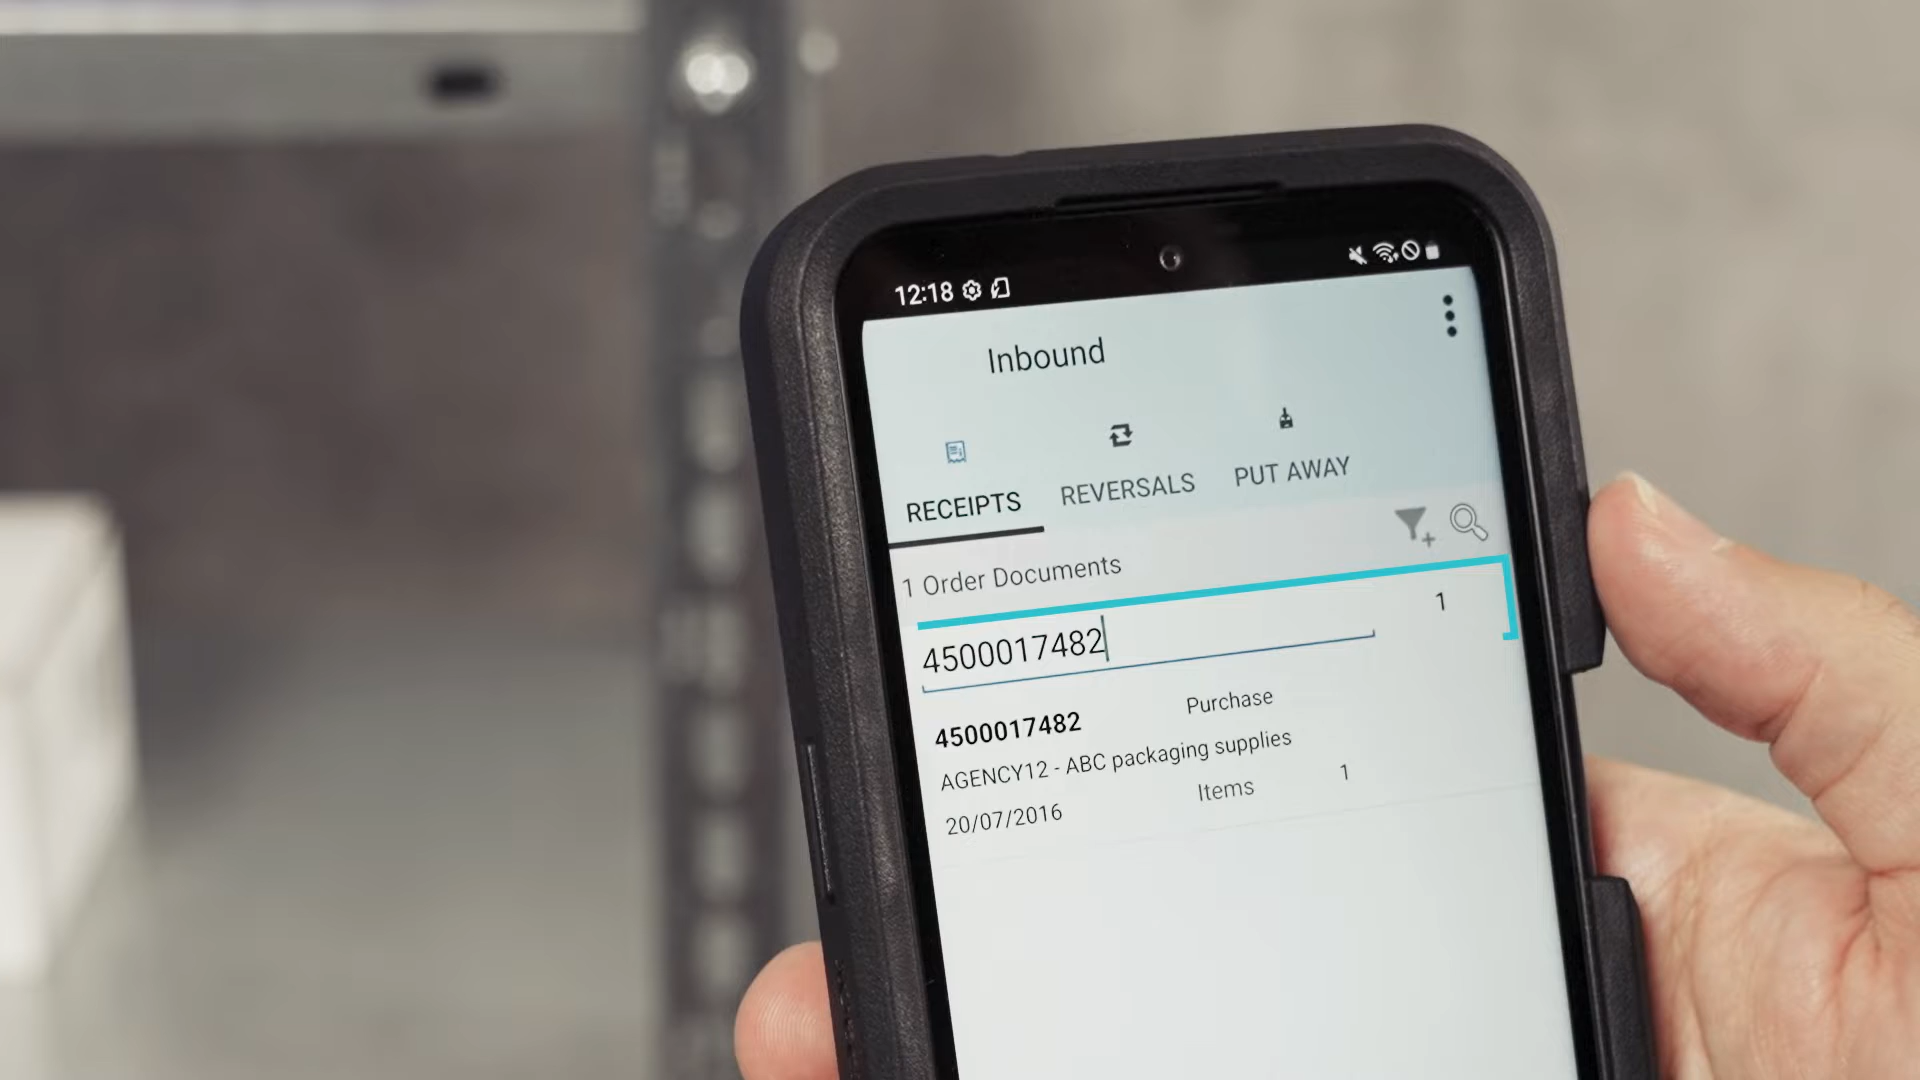 12:18
Inbound
RECEIPTS REVERSALS PUT AWAY
1 Order Documents
4500017482 1
4500017482 Purchase
AGENCY12 - ABC packaging supplies
20/07/2016 Items 1